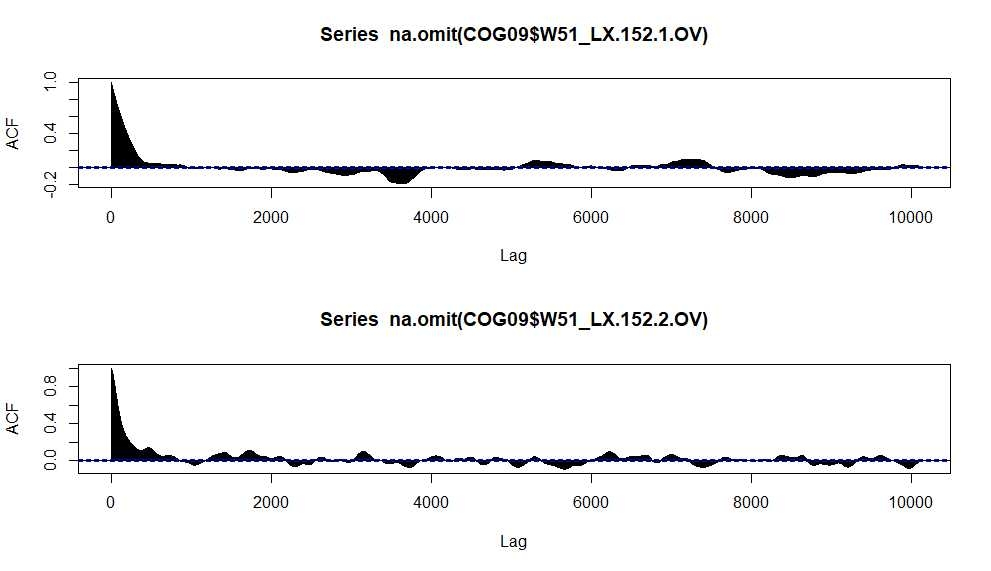 Series  na.omit(COG09$W51_LX.152.1.OV)
ACF
1.0
0.4
-0.2
0 2000 4000 6000 8000 10000
Lag
Series  na.omit(COG09$W51_LX.152.2.OV)
ACF
0.8
0.4
0.0
0 2000 4000 6000 8000 10000
Lag